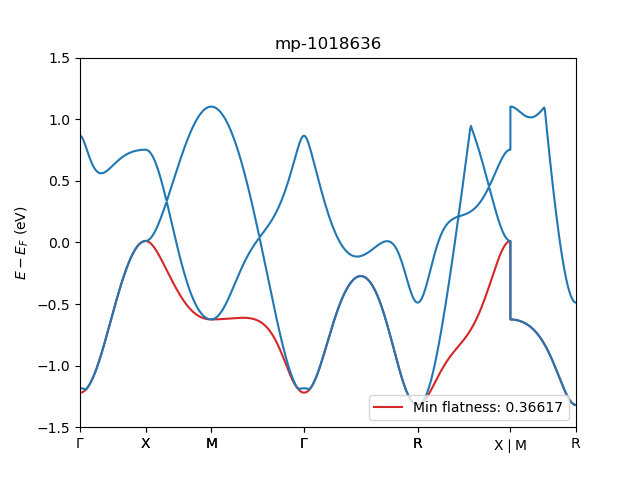 mp-1018636
E − E_F (eV)
1.5
1.0
0.5
0.0
−0.5
−1.0
−1.5
Min flatness: 0.36617
Γ X M Γ R X | M R